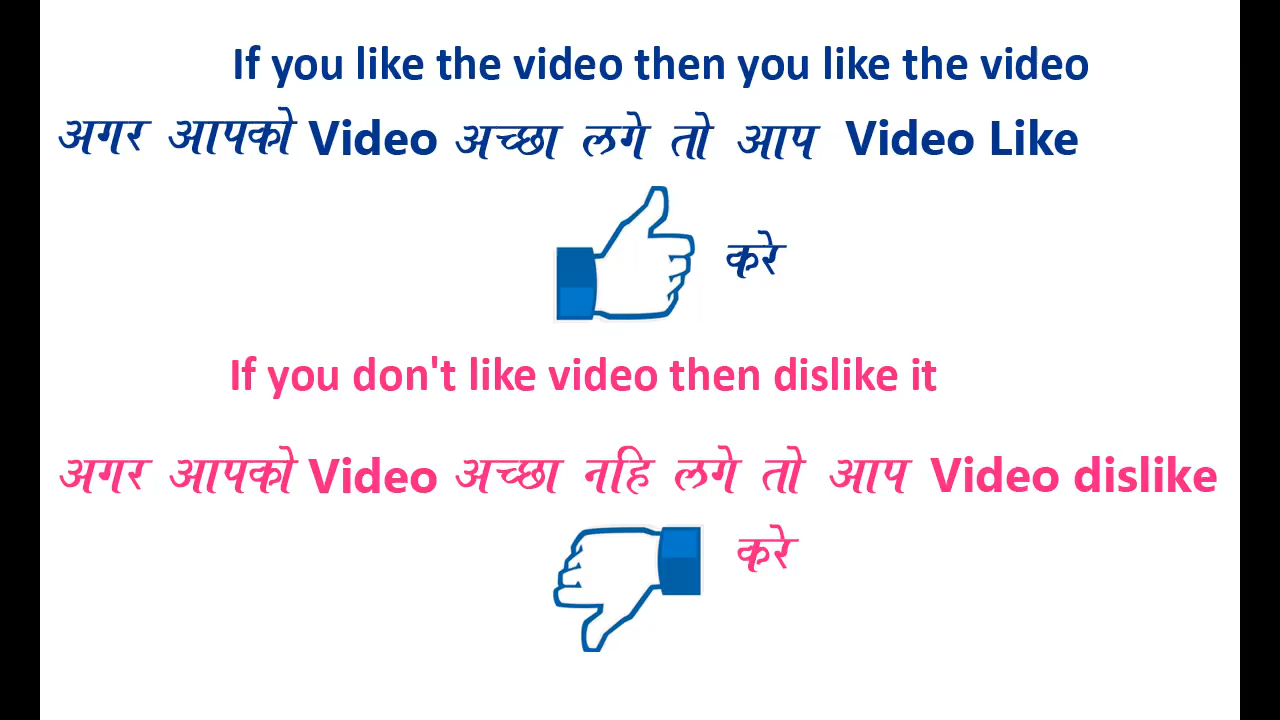 If you like the video then you like the video
अगर आपको Video अच्छा लगे तो आप Video Like
करे
If you don't like video then dislike it
अगर आपको Video अच्छा नहि लगे तो आप Video dislike
करे